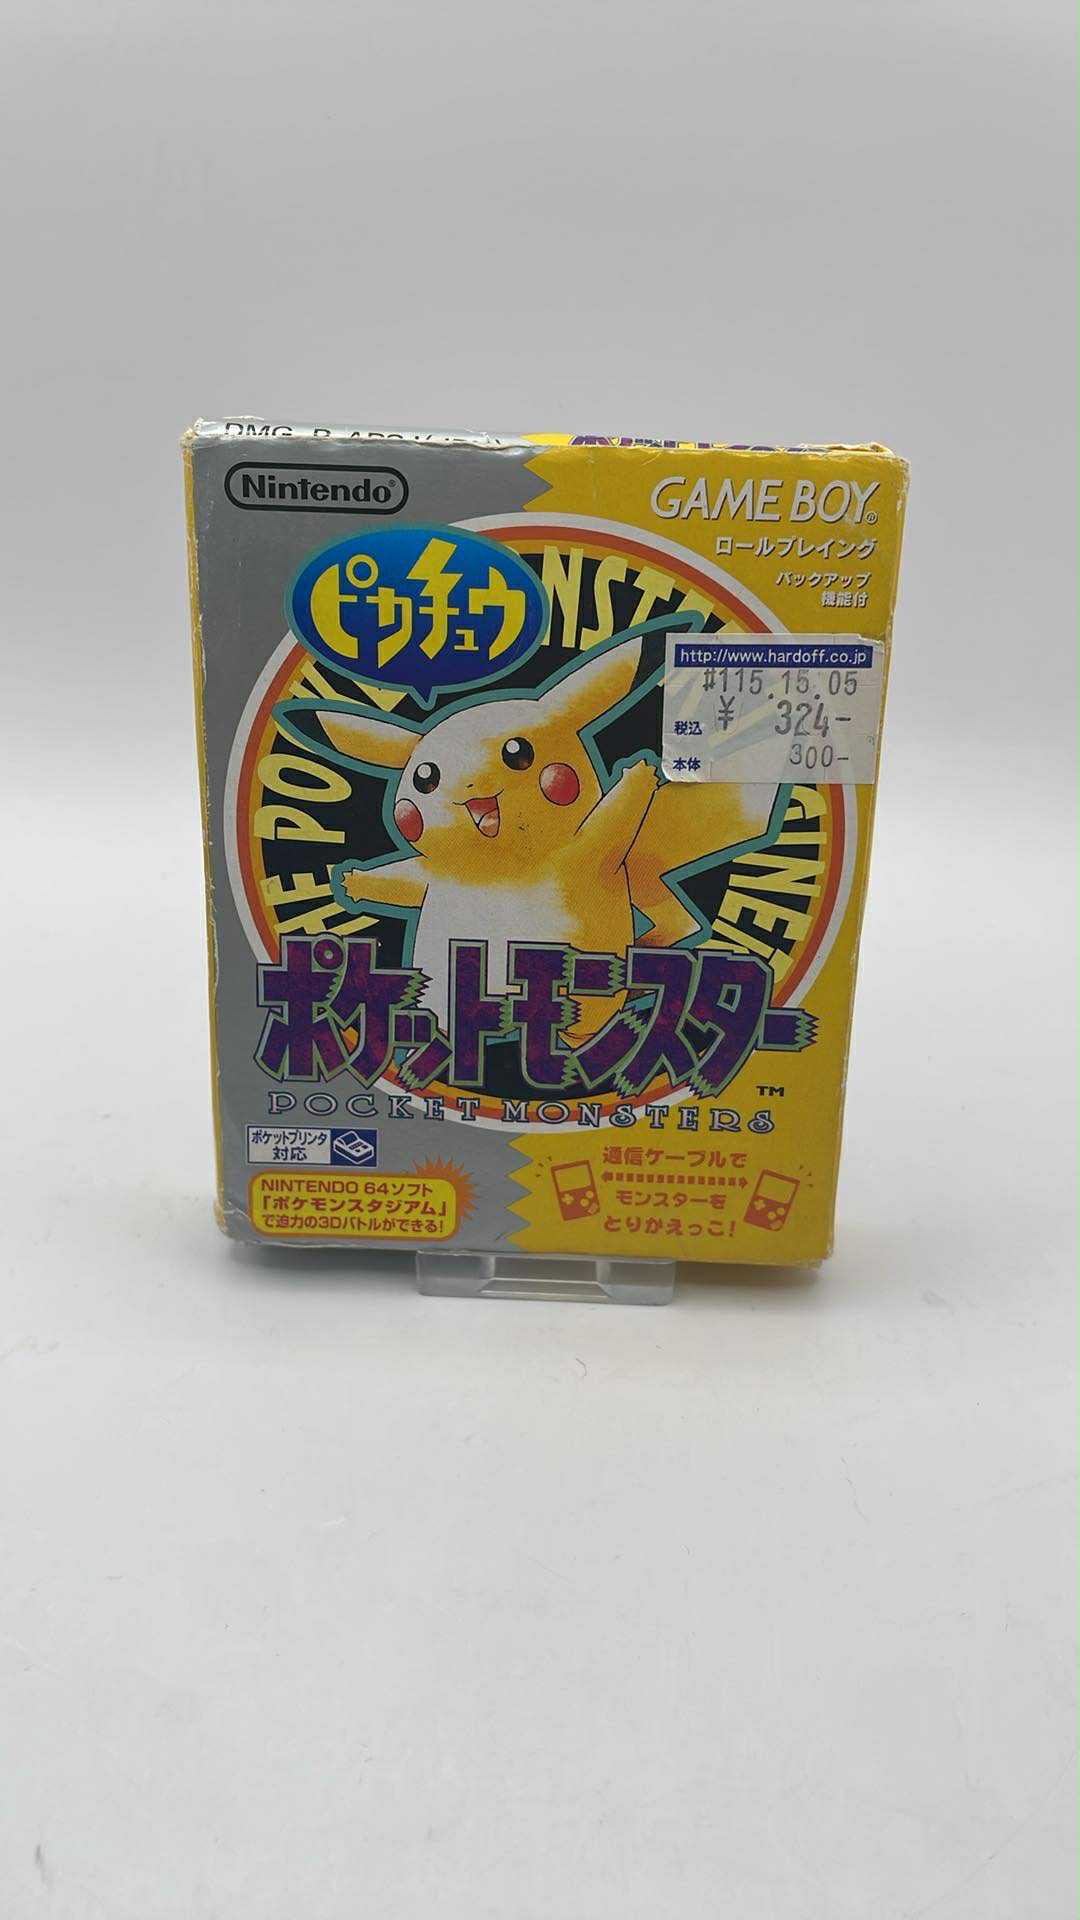 Nintendo®
GAME BOY®
ロールプレイング
バックアップ
機能付
ピカチュウ
http://www.hardoff.co.jp
#115.15.05
税込 ¥ 324-
本体 300-
ポケットモンスター
TM
POCKET MONSTERS
ポケットプリンタ
対応
NINTENDO 64ソフト
「ポケモンスタジアム」
で迫力の3Dバトルができる!
通信ケーブルで
モンスターを
とりかえっこ!